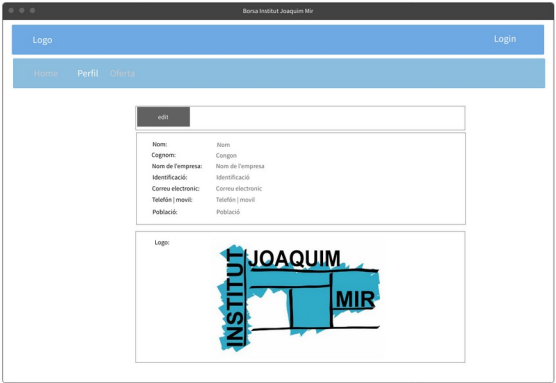 Borsa Institut Joaquim Mir
Logo
Login
Home Perfil Oferta
edit
Nom: Nom
Cognom: Congon
Nom de l'empresa: Nom de l'empresa
Identificació: Identificació
Correu electronic: Correu electronic
Telefón | movil: Telefón | movil
Població: Població
Logo:
INSTITUT
JOAQUIM
MIR